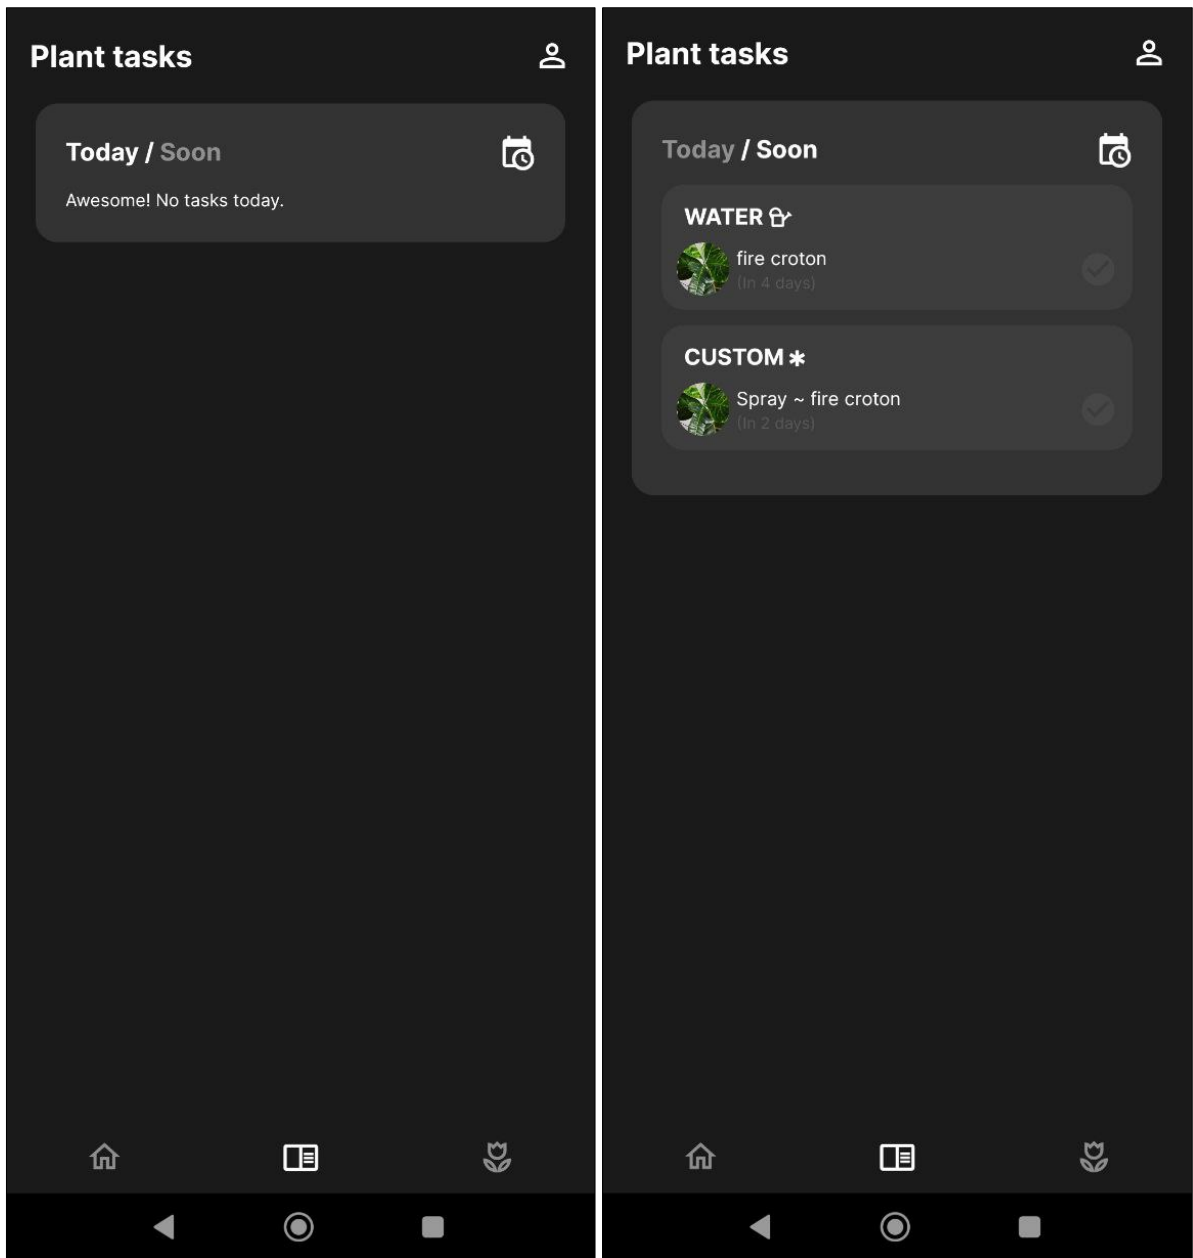 Plant tasks
Today / Soon
Awesome! No tasks today.
Plant tasks
Today / Soon
WATER
fire croton
(In 4 days)
CUSTOM *
Spray ~ fire croton
(In 2 days)